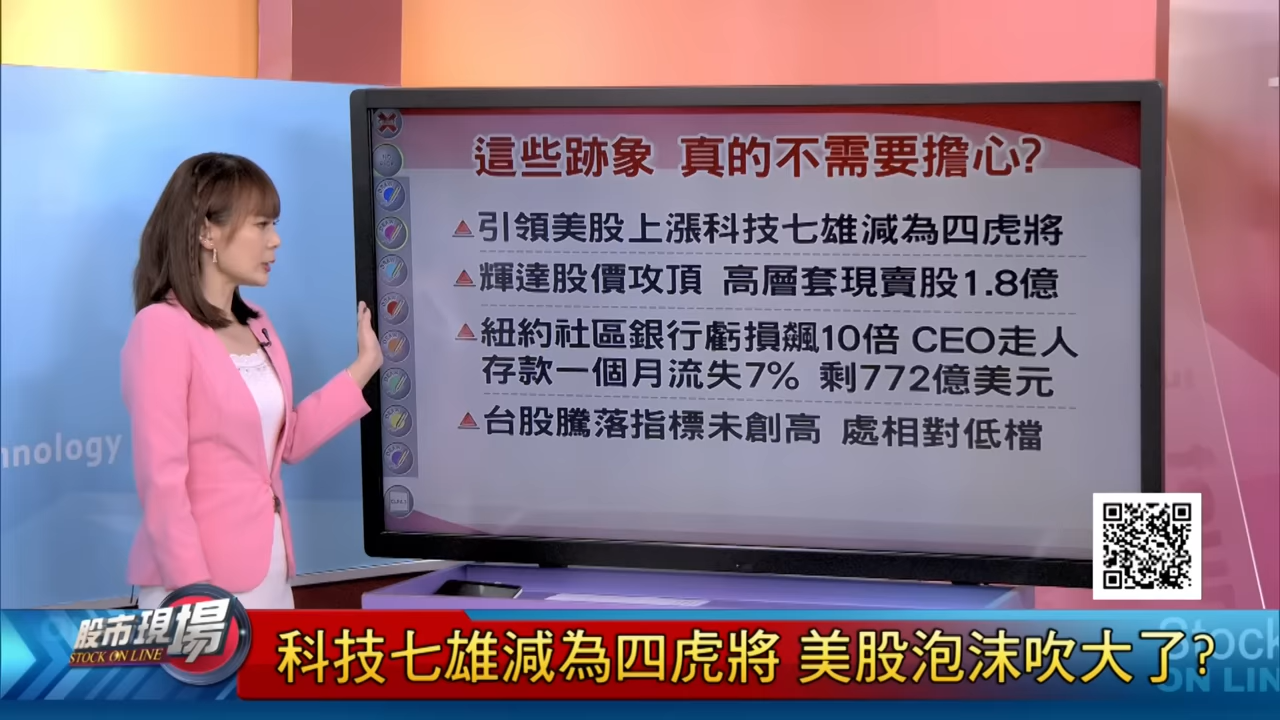 這些跡象 真的不需要擔心?
引領美股上漲科技七雄減為四虎將
輝達股價攻頂 高層套現賣股1.8億
紐約社區銀行虧損飆10倍 CEO走人
存款一個月流失7% 剩772億美元
台股騰落指標未創高 處相對低檔
nnology
股市現場
STOCK ON LINE
科技七雄減為四虎將 美股泡沫吹大了?
Stock
ON LIN